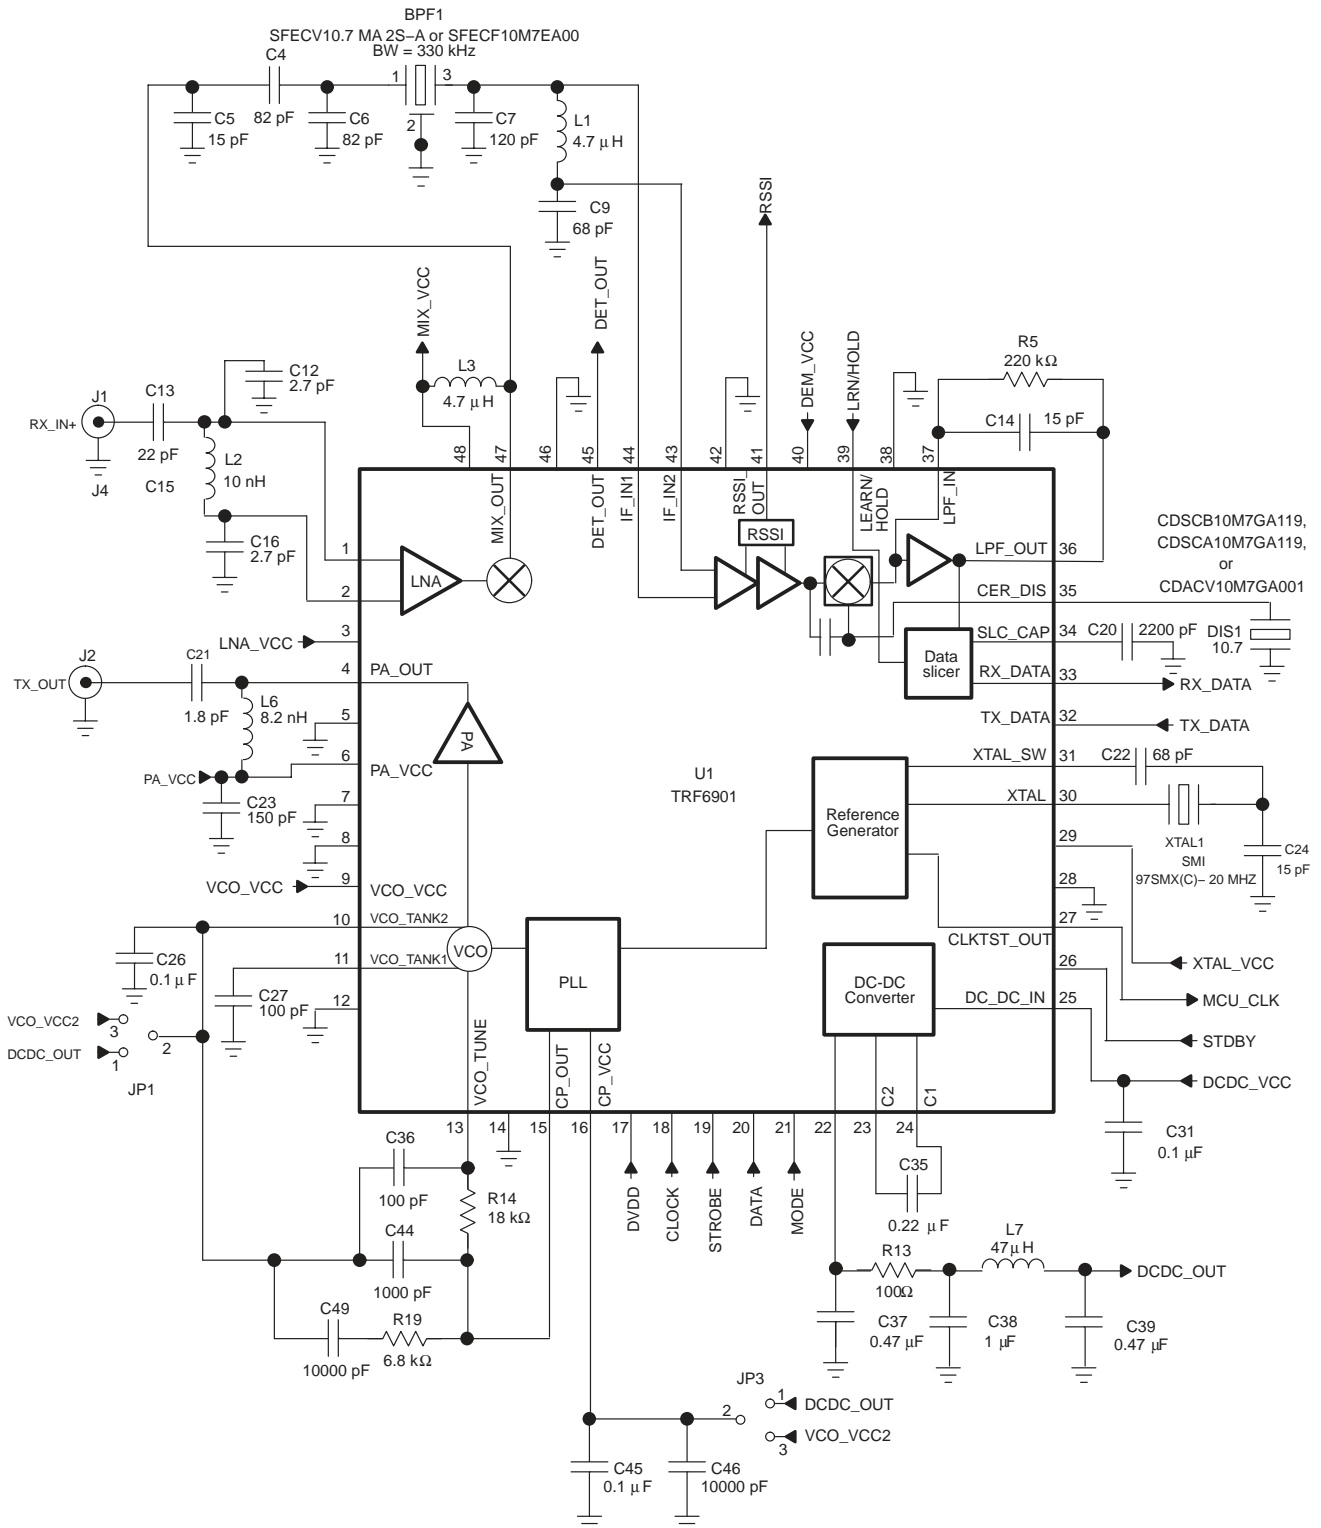 BPF1
SFECV10.7 MA 2S–A or SFECF10M7EA00
BW = 330 kHz
C4
82 pF
1
3
2
C5
15 pF
C6
82 pF
C7
120 pF
L1
4.7 μH
C9
68 pF
MIX_VCC
DET_OUT
RSSI
DEM_VCC
LRN/HOLD
L3
4.7 μH
R5
220 kΩ
C14
15 pF
C12
2.7 pF
C13
22 pF
J1
RX_IN+
J4
C15
L2
10 nH
C16
2.7 pF
48
47
46
45
44
43
42
41
40
39
38
37
MIX_OUT
DET_OUT
IF_IN1
IF_IN2
RSSI_
OUT
LEARN/
HOLD
LPF_IN
RSSI
LNA
1
2
LPF_OUT
36
CER_DIS
35
CDSCB10M7GA119,
CDSCA10M7GA119,
or
CDACV10M7GA001
DIS1
10.7
LNA_VCC
3
SLC_CAP
34
C20
2200 pF
Data
slicer
RX_DATA
33
RX_DATA
TX_DATA
32
TX_DATA
J2
TX_OUT
C21
1.8 pF
4
PA_OUT
L6
8.2 nH
5
PA
6
PA_VCC
PA_VCC
C23
150 pF
7
8
U1
TRF6901
Reference
Generator
XTAL_SW
31
C22
68 pF
XTAL
30
XTAL1
SMI
97SMX(C)– 20 MHZ
C24
15 pF
29
28
27
CLKTST_OUT
VCO_VCC
9
VCO_VCC
10
VCO_TANK2
11
VCO_TANK1
VCO
12
C26
0.1 μF
C27
100 pF
PLL
DC-DC
Converter
26
DC_DC_IN
25
XTAL_VCC
MCU_CLK
STDBY
DCDC_VCC
C31
0.1 μF
VCO_VCC2
3
2
DCDC_OUT
1
JP1
VCO_TUNE
CP_OUT
CP_VCC
C2
C1
13
14
15
16
17
18
19
20
21
22
23
24
DVDD
CLOCK
STROBE
DATA
MODE
C35
0.22 μF
C36
100 pF
R14
18 kΩ
C44
1000 pF
C49
10000 pF
R19
6.8 kΩ
R13
100Ω
L7
47μH
DCDC_OUT
C37
0.47 μF
C38
1 μF
C39
0.47 μF
JP3
2
1
DCDC_OUT
3
VCO_VCC2
C45
0.1 μF
C46
10000 pF